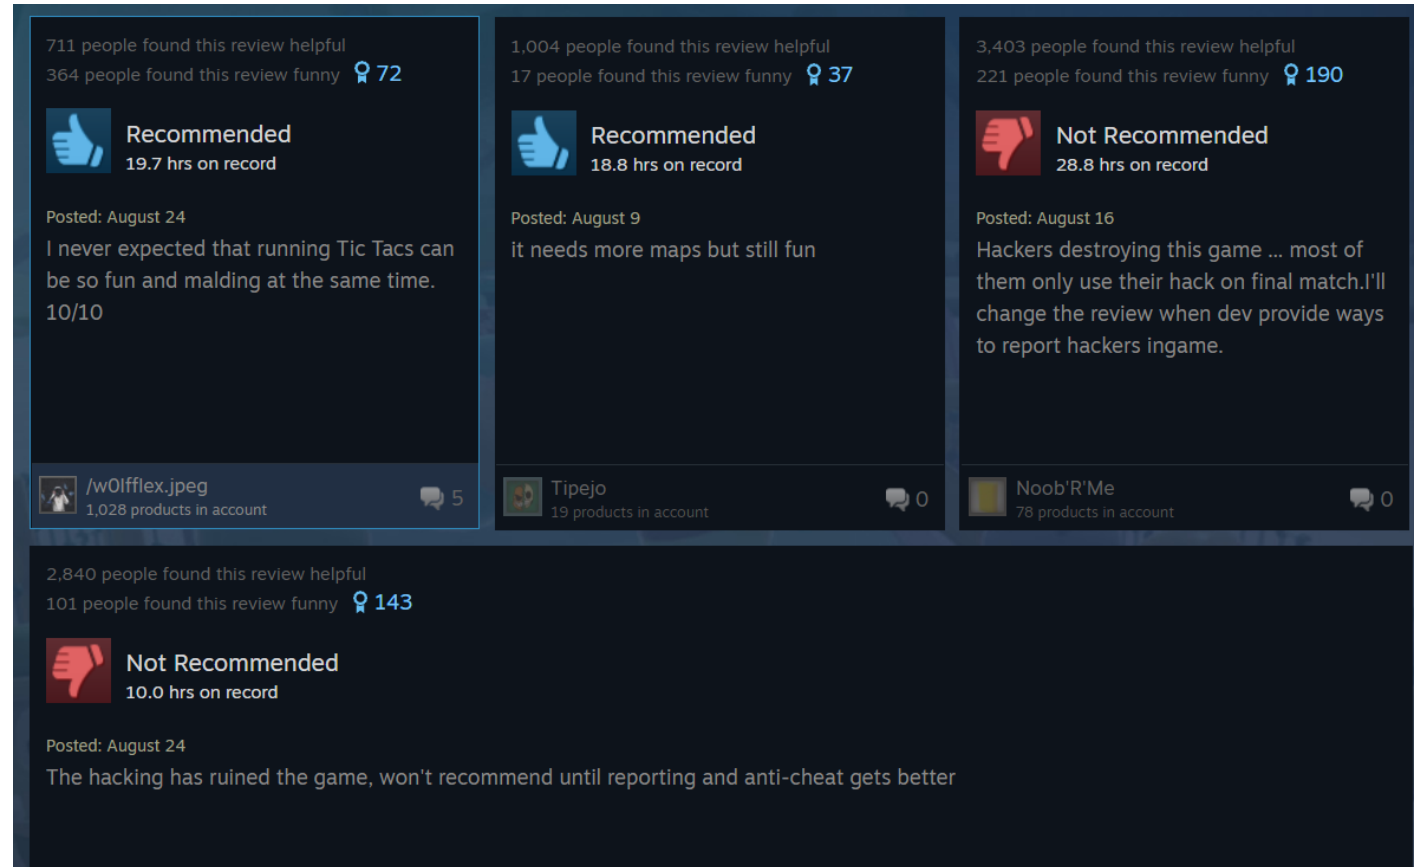 711 people found this review helpful
364 people found this review funny 72
Recommended
19.7 hrs on record
Posted: August 24
I never expected that running Tic Tacs can
be so fun and malding at the same time.
10/10
/w0lfflex.jpeg
1,028 products in account
5
1,004 people found this review helpful
17 people found this review funny 37
Recommended
18.8 hrs on record
Posted: August 9
it needs more maps but still fun
Tipejo
19 products in account
0
3,403 people found this review helpful
221 people found this review funny 190
Not Recommended
28.8 hrs on record
Posted: August 16
Hackers destroying this game ... most of
them only use their hack on final match.I'll
change the review when dev provide ways
to report hackers ingame.
Noob'R'Me
78 products in account
0
2,840 people found this review helpful
101 people found this review funny 143
Not Recommended
10.0 hrs on record
Posted: August 24
The hacking has ruined the game, won't recommend until reporting and anti-cheat gets better